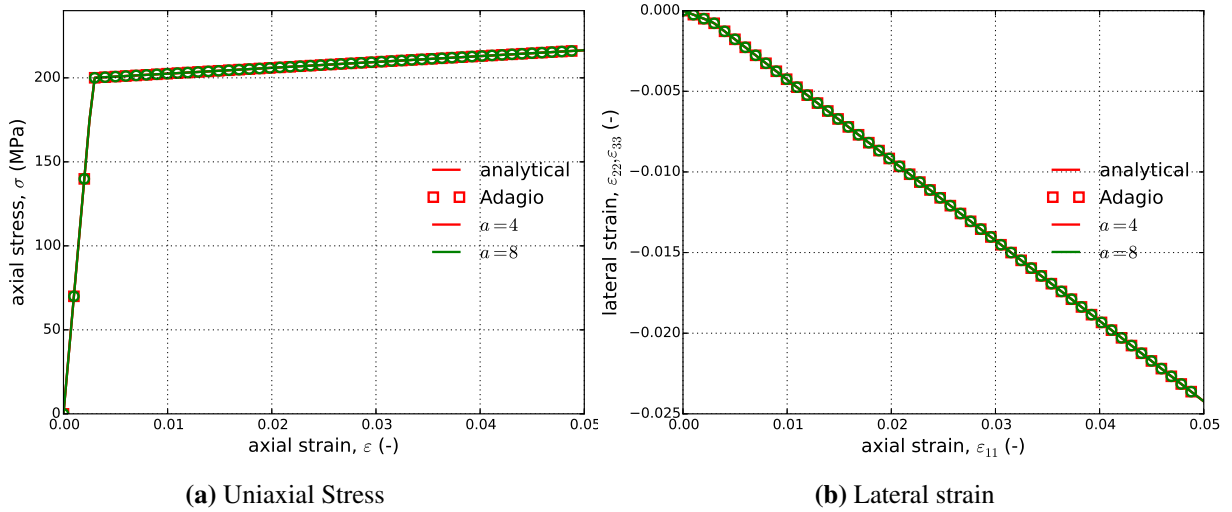 200
150
100
50
0
0.00 0.01 0.02 0.03 0.04 0.05
axial stress, σ (MPa)
axial strain, ε (-)
analytical
Adagio
a=4
a=8
(a) Uniaxial Stress
0.000
−0.005
−0.010
−0.015
−0.020
−0.025
0.00 0.01 0.02 0.03 0.04 0.05
lateral strain, ε₂₂,ε₃₃ (-)
axial strain, ε₁₁ (-)
analytical
Adagio
a=4
a=8
(b) Lateral strain